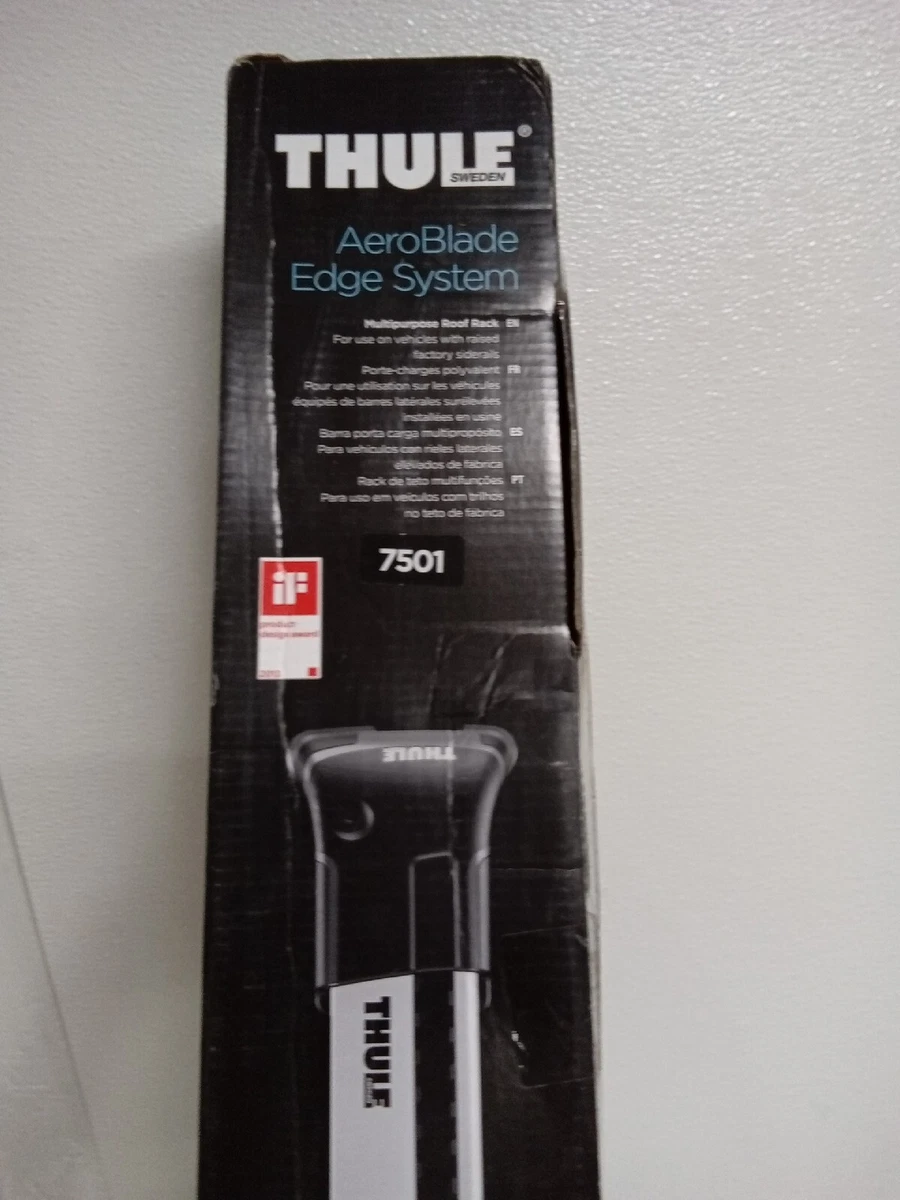 THULE®
SWEDEN
AeroBlade
Edge System
Multipurpose Roof Rack EN
For use on vehicles with raised
factory siderails
Porte-charges polyvalent FR
Pour une utilisation sur les véhicules
équipés de barres latérales surélevées
installées en usine
Barra porta carga multipropósito ES
Para vehículos con rieles laterales
elevados de fábrica
Rack de teto multifunções PT
Para uso em veículos com trilhos
no teto de fábrica
7501
iF
product
design award
THULE
THULE